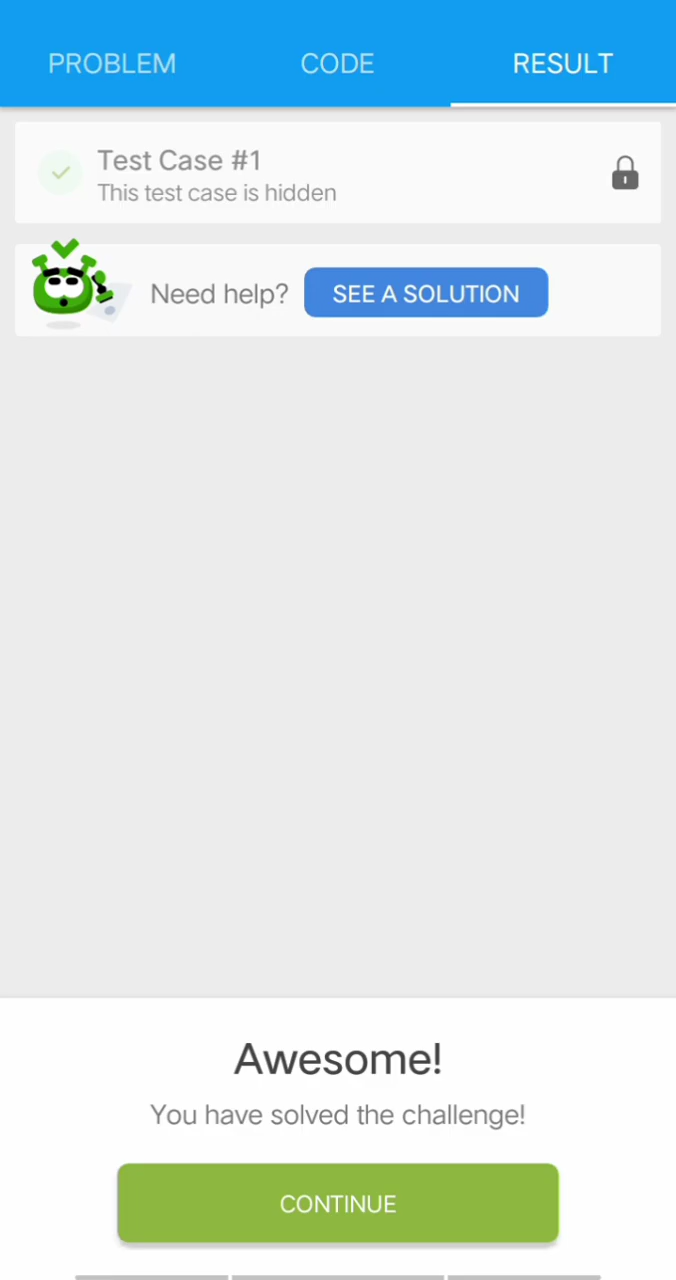 PROBLEM CODE RESULT
Test Case #1
This test case is hidden
Need help? SEE A SOLUTION
Awesome!
You have solved the challenge!
CONTINUE